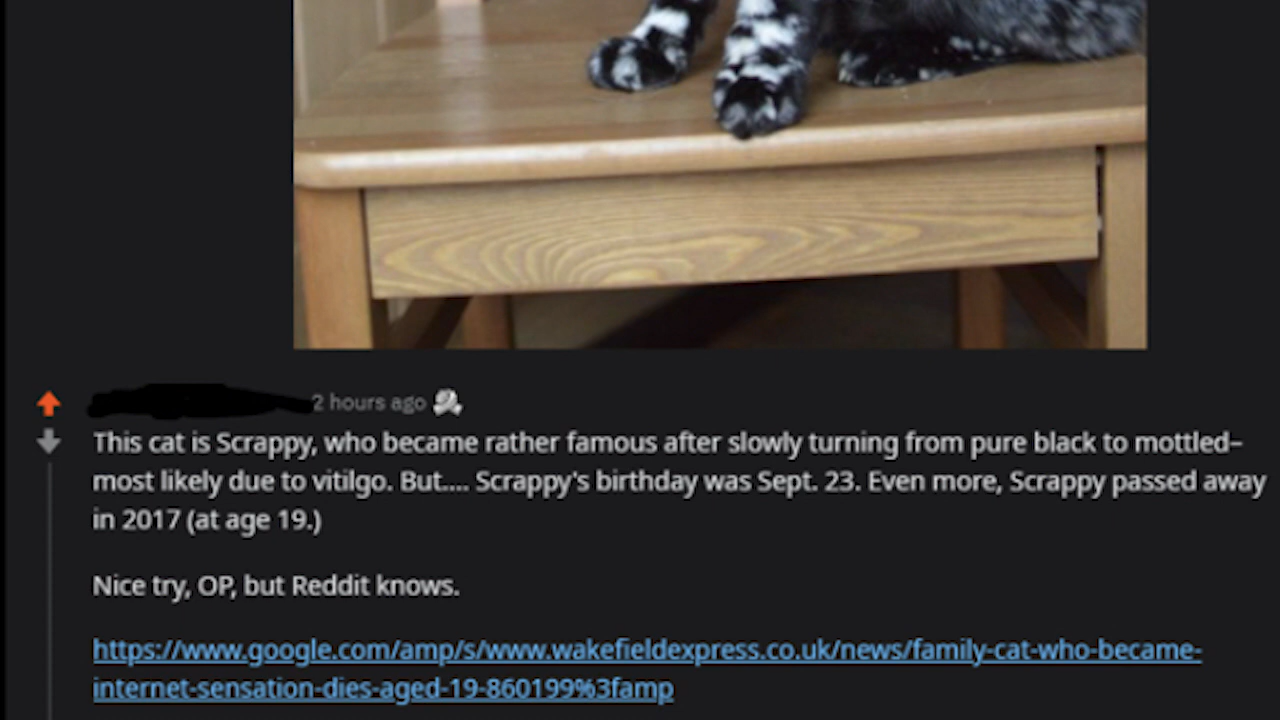 2 hours ago
This cat is Scrappy, who became rather famous after slowly turning from pure black to mottled–
most likely due to vitilgo. But.... Scrappy's birthday was Sept. 23. Even more, Scrappy passed away
in 2017 (at age 19.)
Nice try, OP, but Reddit knows.
https://www.google.com/amp/s/www.wakefieldexpress.co.uk/news/family-cat-who-became-
internet-sensation-dies-aged-19-860199%3famp